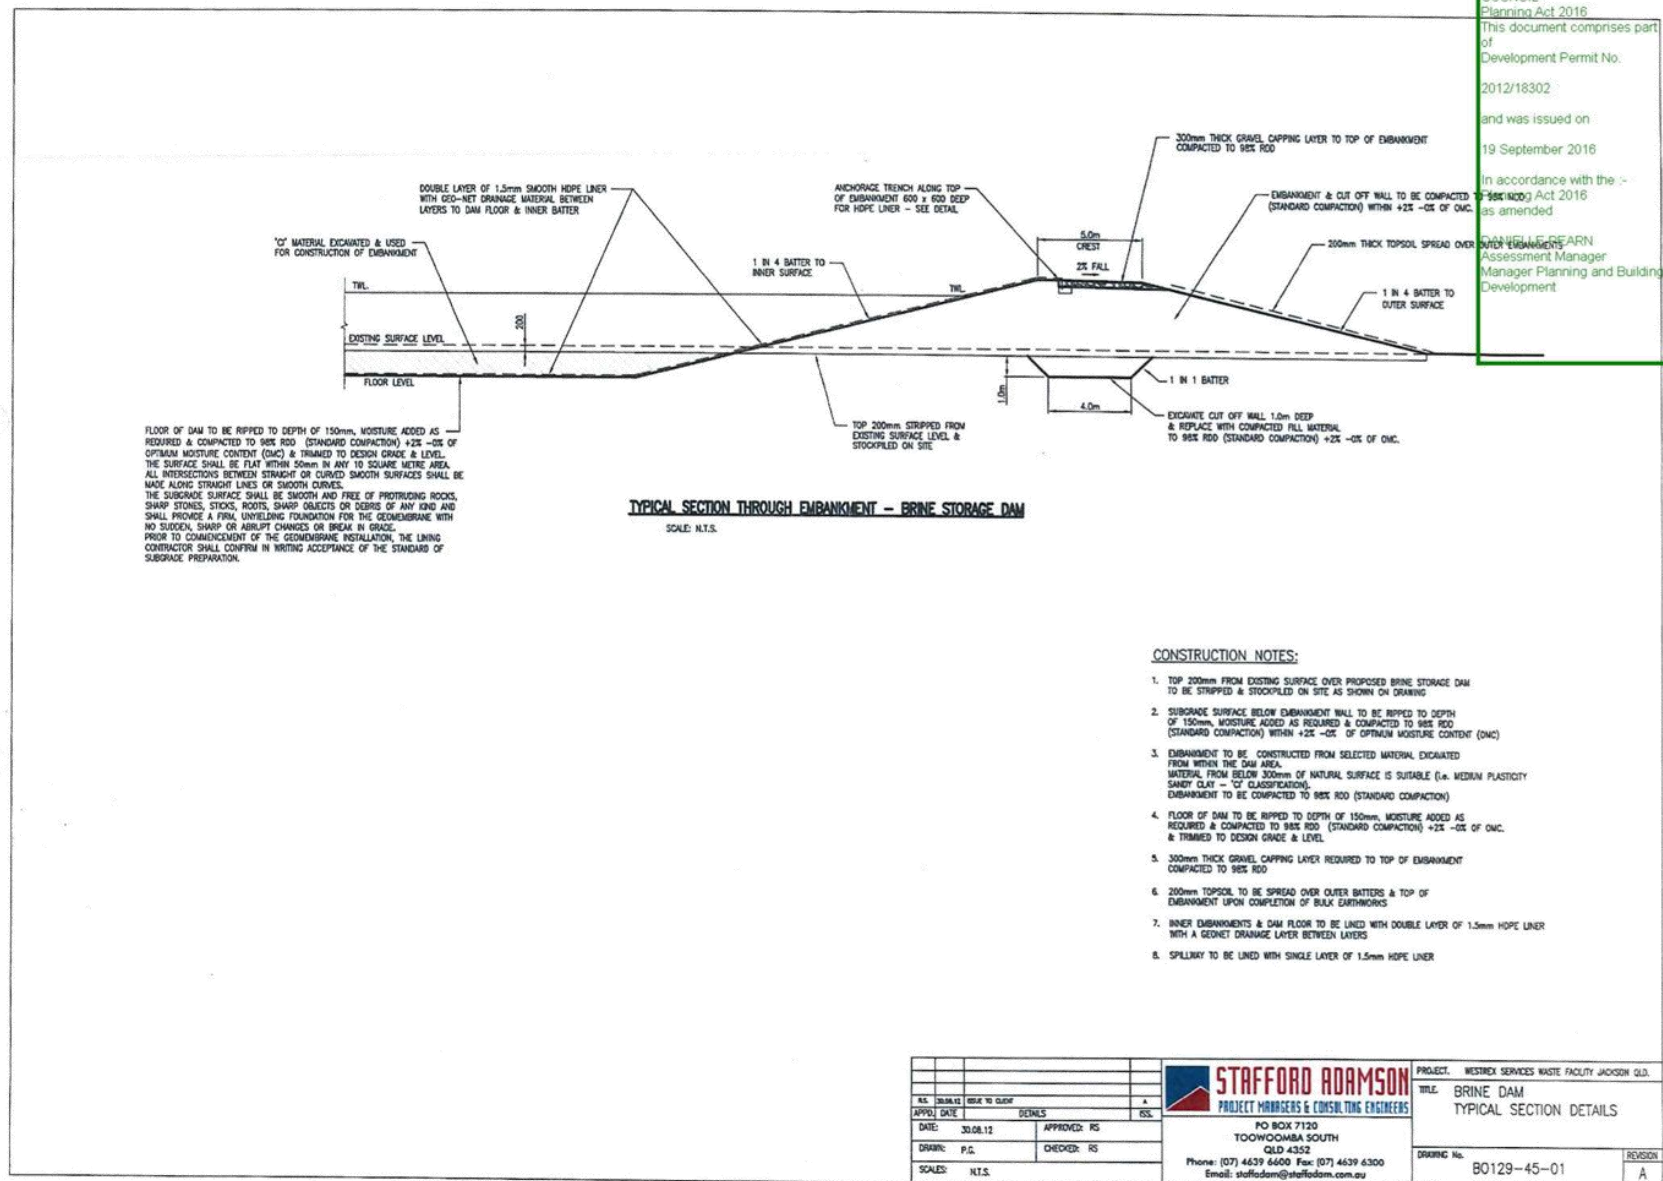 Planning Act 2016
This document comprises part
of
Development Permit No.
2012/18302
and was issued on
19 September 2016
In accordance with the :-
Planning Act 2016
as amended
DANIELLE PEARN
Assessment Manager
Manager Planning and Building
Development
300mm THICK GRAVEL CAPPING LAYER TO TOP OF EMBANKMENT
COMPACTED TO 98% RDD
DOUBLE LAYER OF 1.5mm SMOOTH HDPE LINER
WITH GEO-NET DRAINAGE MATERIAL BETWEEN
LAYERS TO DAM FLOOR & INNER BATTER
ANCHORAGE TRENCH ALONG TOP
OF EMBANKMENT 600 x 600 DEEP
FOR HDPE LINER - SEE DETAIL
EMBANKMENT & CUT OFF WALL TO BE COMPACTED TO
(STANDARD COMPACTION) WITHIN +2% -0% OF OMC.
'CI' MATERIAL EXCAVATED & USED
FOR CONSTRUCTION OF EMBANKMENT
1 IN 4 BATTER TO
INNER SURFACE
5.0m
CREST
2% FALL
200mm THICK TOPSOIL SPREAD OVER OUTER EMBANKMENTS
1 IN 4 BATTER TO
OUTER SURFACE
TWL.
TWL.
200
EXISTING SURFACE LEVEL
FLOOR LEVEL
1.0m
4.0m
1 IN 1 BATTER
TOP 200mm STRIPPED FROM
EXISTING SURFACE LEVEL &
STOCKPILED ON SITE
EXCAVATE CUT OFF WALL 1.0m DEEP
& REPLACE WITH COMPACTED FILL MATERIAL
TO 98% RDD (STANDARD COMPACTION) +2% -0% OF OMC.
FLOOR OF DAM TO BE RIPPED TO DEPTH OF 150mm, MOISTURE ADDED AS
REQUIRED & COMPACTED TO 98% RDD (STANDARD COMPACTION) +2% -0% OF
OPTIMUM MOISTURE CONTENT (OMC) & TRIMMED TO DESIGN GRADE & LEVEL.
THE SURFACE SHALL BE FLAT WITHIN 50mm IN ANY 10 SQUARE METRE AREA.
ALL INTERSECTIONS BETWEEN STRAIGHT OR CURVED SMOOTH SURFACES SHALL BE
MADE ALONG STRAIGHT LINES OR SMOOTH CURVES.
THE SUBGRADE SURFACE SHALL BE SMOOTH AND FREE OF PROTRUDING ROCKS,
SHARP STONES, STICKS, ROOTS, SHARP OBJECTS OR DEBRIS OF ANY KIND AND
SHALL PROVIDE A FIRM, UNYIELDING FOUNDATION FOR THE GEOMEMBRANE WITH
NO SUDDEN, SHARP OR ABRUPT CHANGES OR BREAK IN GRADE.
PRIOR TO COMMENCEMENT OF THE GEOMEMBRANE INSTALLATION, THE LINING
CONTRACTOR SHALL CONFIRM IN WRITING ACCEPTANCE OF THE STANDARD OF
SUBGRADE PREPARATION.
TYPICAL SECTION THROUGH EMBANKMENT - BRINE STORAGE DAM
SCALE: N.T.S.
CONSTRUCTION NOTES:
1. TOP 200mm FROM EXISTING SURFACE OVER PROPOSED BRINE STORAGE DAM
TO BE STRIPPED & STOCKPILED ON SITE AS SHOWN ON DRAWING
2. SUBGRADE SURFACE BELOW EMBANKMENT WALL TO BE RIPPED TO DEPTH
OF 150mm, MOISTURE ADDED AS REQUIRED & COMPACTED TO 98% RDD
(STANDARD COMPACTION) WITHIN +2% -0% OF OPTIMUM MOISTURE CONTENT (OMC)
3. EMBANKMENT TO BE CONSTRUCTED FROM SELECTED MATERIAL EXCAVATED
FROM WITHIN THE DAM AREA.
MATERIAL FROM BELOW 300mm OF NATURAL SURFACE IS SUITABLE (i.e. MEDIUM PLASTICITY
SANDY CLAY - 'CI' CLASSIFICATION).
EMBANKMENT TO BE COMPACTED TO 98% RDD (STANDARD COMPACTION)
4. FLOOR OF DAM TO BE RIPPED TO DEPTH OF 150mm, MOISTURE ADDED AS
REQUIRED & COMPACTED TO 98% RDD (STANDARD COMPACTION) +2% -0% OF OMC.
& TRIMMED TO DESIGN GRADE & LEVEL
5. 300mm THICK GRAVEL CAPPING LAYER REQUIRED TO TOP OF EMBANKMENT
COMPACTED TO 98% RDD
6. 200mm TOPSOIL TO BE SPREAD OVER OUTER BATTERS & TOP OF
EMBANKMENT UPON COMPLETION OF BULK EARTHWORKS
7. INNER EMBANKMENTS & DAM FLOOR TO BE LINED WITH DOUBLE LAYER OF 1.5mm HDPE LINER
WITH A GEONET DRAINAGE LAYER BETWEEN LAYERS
8. SPILLWAY TO BE LINED WITH SINGLE LAYER OF 1.5mm HDPE LINER
R.S. 30.08.12 ISSUE TO CLIENT A
APPD. DATE DETAILS ISS.
DATE: 30.08.12 APPROVED: RS
DRAWN: P.G. CHECKED: RS
SCALES: N.T.S.
STAFFORD ADAMSON
PROJECT MANAGERS & CONSULTING ENGINEERS
PO BOX 7120
TOOWOOMBA SOUTH
QLD 4352
Phone: (07) 4639 6600 Fax: (07) 4639 6300
Email: staffadam@staffadam.com.au
PROJECT. WESTREX SERVICES WASTE FACILITY JACKSON QLD.
TITLE. BRINE DAM
TYPICAL SECTION DETAILS
DRAWING No. BO129-45-01
REVISION A